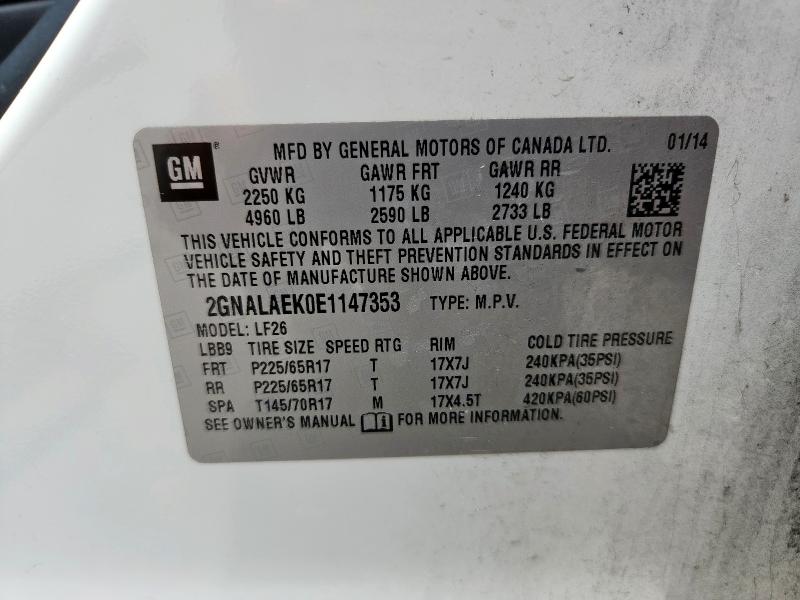 MFD BY GENERAL MOTORS OF CANADA LTD. 01/14
GM®
GVWR GAWR FRT GAWR RR
2250 KG 1175 KG 1240 KG
4960 LB 2590 LB 2733 LB
THIS VEHICLE CONFORMS TO ALL APPLICABLE U.S. FEDERAL MOTOR
VEHICLE SAFETY AND THEFT PREVENTION STANDARDS IN EFFECT ON
THE DATE OF MANUFACTURE SHOWN ABOVE.
2GNALAEK0E1147353 TYPE: M.P.V.
MODEL: LF26
LBB9 TIRE SIZE SPEED RTG RIM COLD TIRE PRESSURE
FRT P225/65R17 T 17X7J 240KPA(35PSI)
RR P225/65R17 T 17X7J 240KPA(35PSI)
SPA T145/70R17 M 17X4.5T 420KPA(60PSI)
SEE OWNER'S MANUAL FOR MORE INFORMATION.